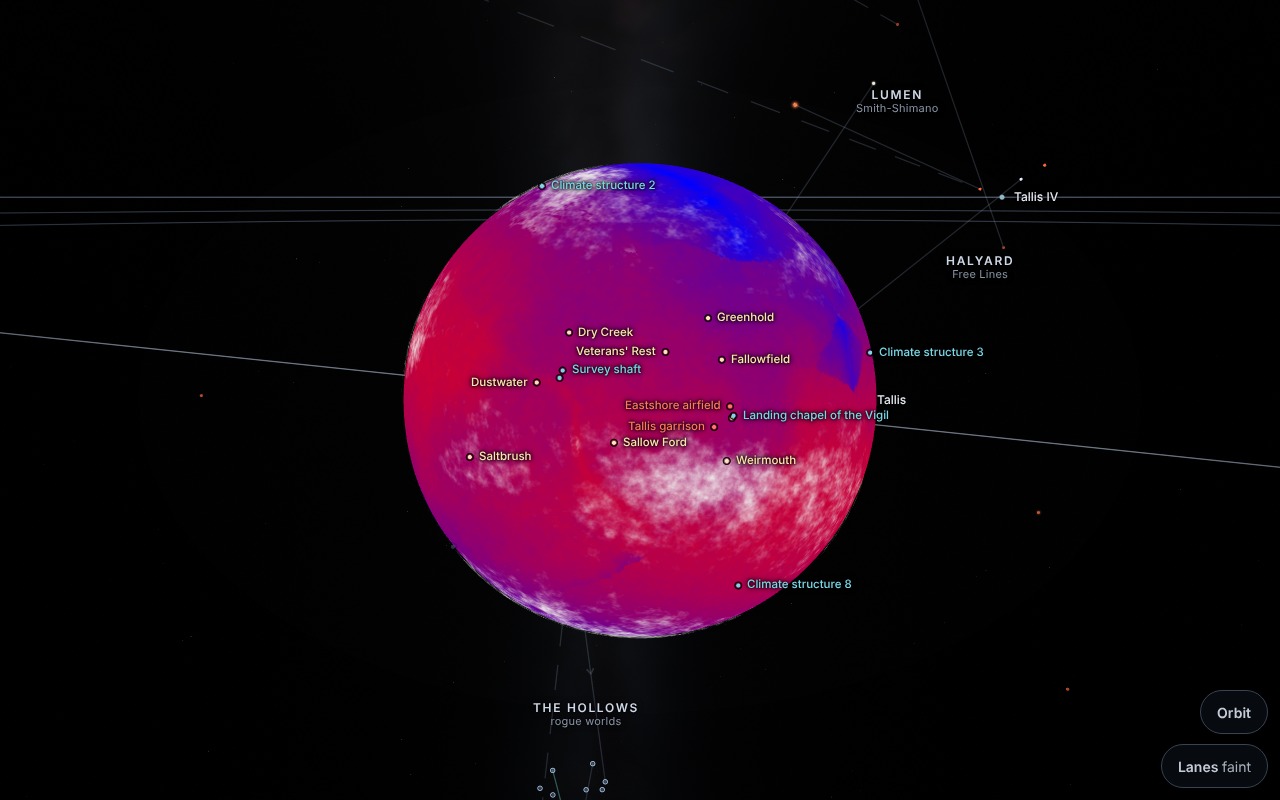 LUMEN
Smith-Shimano
Climate structure 2
Tallis IV
HALYARD
Free Lines
Greenhold
Dry Creek
Veterans' Rest
Climate structure 3
Fallowfield
Survey shaft
Dustwater
Tallis
Eastshore airfield
Landing chapel of the Vigil
Tallis garrison
Sallow Ford
Saltbrush
Weirmouth
Climate structure 8
THE HOLLOWS
rogue worlds
Orbit
Lanes faint